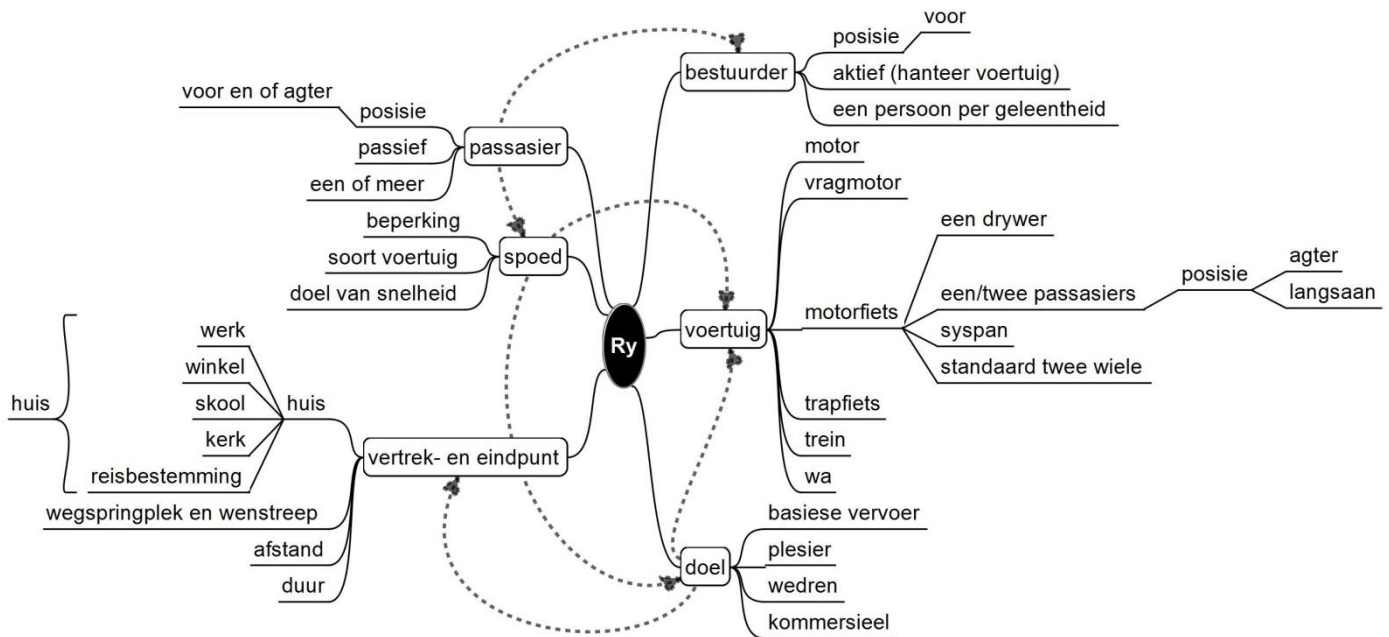 Ry
bestuurder
posisie
voor
aktief (hanteer voertuig)
een persoon per geleentheid
voertuig
motor
vragmotor
motorfiets
een drywer
een/twee passasiers
posisie
agter
langsaan
syspan
standaard twee wiele
trapfiets
trein
wa
doel
basiese vervoer
plesier
wedren
kommersieel
passasier
posisie
voor en of agter
passief
een of meer
spoed
beperking
soort voertuig
doel van snelheid
vertrek- en eindpunt
huis
werk
winkel
skool
kerk
reisbestemming
huis
wegspringplek en wenstreep
afstand
duur